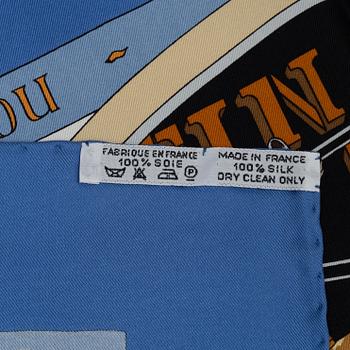 ou
FABRIQUE EN FRANCE
100% SOIE
MADE IN FRANCE
100% SILK
DRY CLEAN ONLY